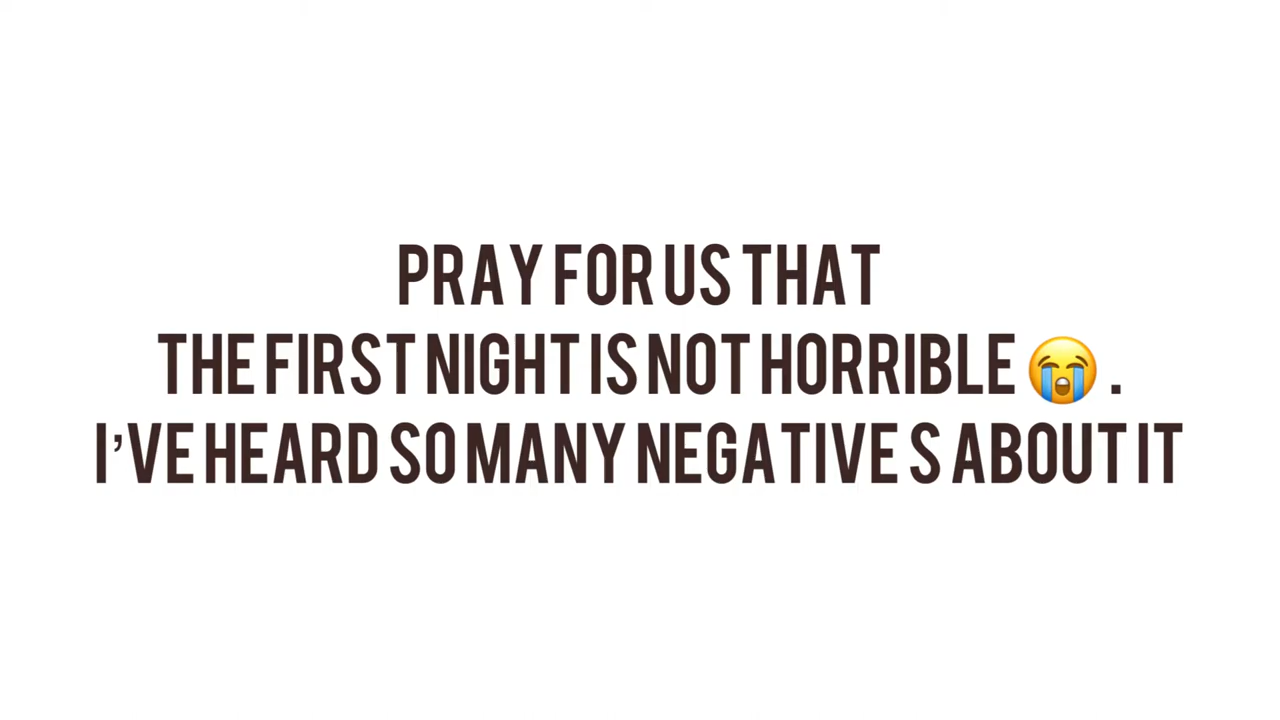 PRAY FOR US THAT
THE FIRST NIGHT IS NOT HORRIBLE 😭 .
I'VE HEARD SO MANY NEGATIVE S ABOUT IT